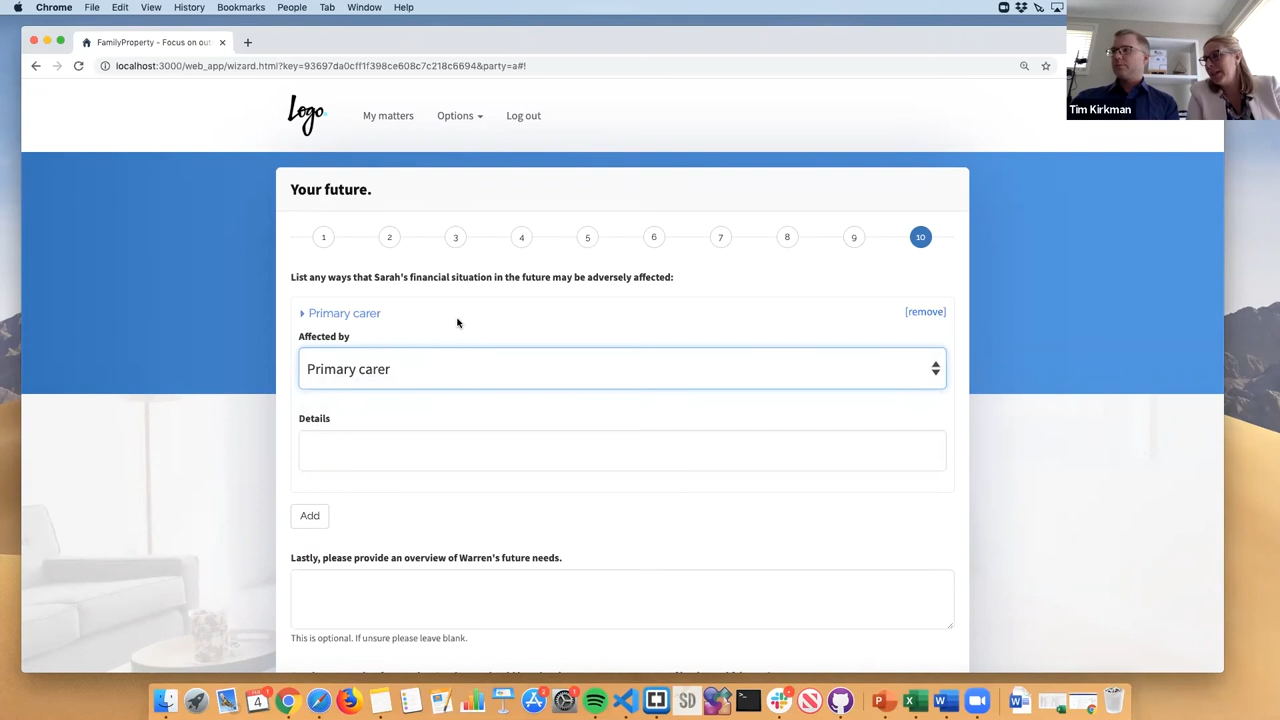 Chrome File Edit View History Bookmarks People Tab Window Help
FamilyProperty - Focus on out
localhost:3000/web_app/wizard.html?key=93697da0cff1f398ce608c7c218c6694&party=a#!
Tim Kirkman
Logo. My matters Options Log out
Your future.
1 2 3 4 5 6 7 8 9 10
List any ways that Sarah's financial situation in the future may be adversely affected:
Primary carer [remove]
Affected by
Primary carer
Details
Add
Lastly, please provide an overview of Warren's future needs.
This is optional. If unsure please leave blank.
4 SD